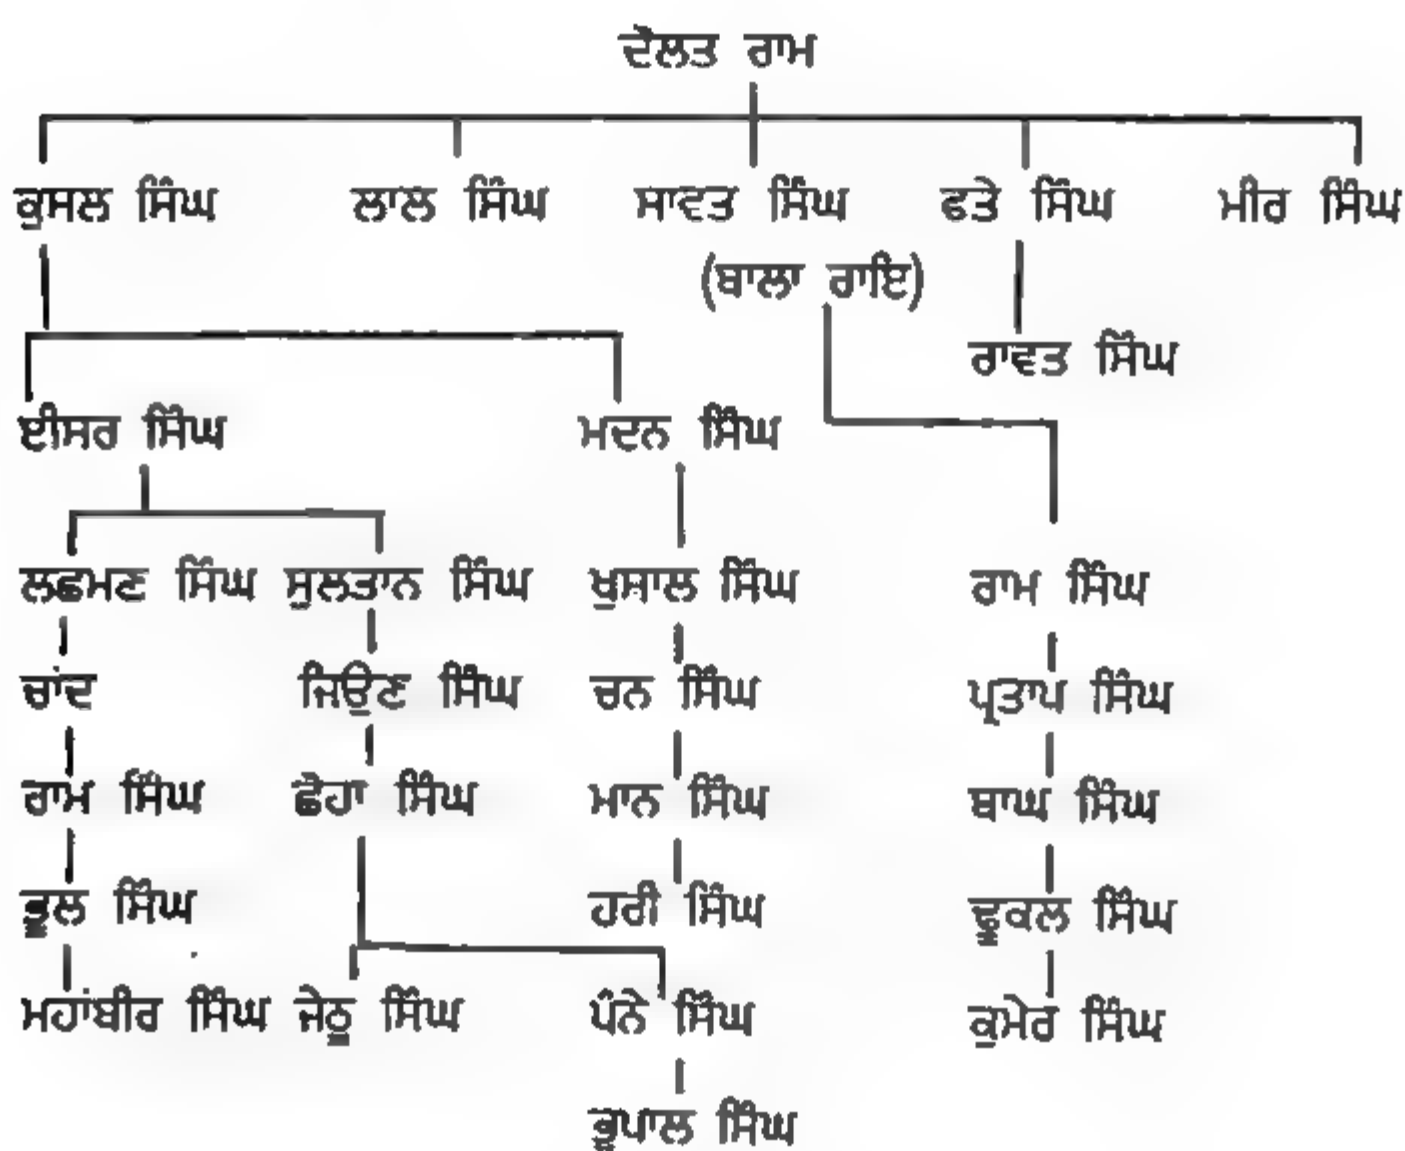 ਦੌਲਤ ਰਾਮ
ਕੁਸਲ ਸਿੰਘ ਲਾਲ ਸਿੰਘ ਸਾਵਤ ਸਿੰਘ ਫਤੇ ਸਿੰਘ ਮੀਰ ਸਿੰਘ
(ਬਾਲਾ ਰਾਇ)
ਰਾਵਤ ਸਿੰਘ
ਈਸਰ ਸਿੰਘ ਮਦਨ ਸਿੰਘ
ਲਛਮਣ ਸਿੰਘ ਸੁਲਤਾਨ ਸਿੰਘ ਖੁਸਾਲ ਸਿੰਘ ਰਾਮ ਸਿੰਘ
ਚਾਂਦ ਜਿਉਣ ਸਿੰਘ ਚਨ ਸਿੰਘ ਪ੍ਰਤਾਪ ਸਿੰਘ
ਰਾਮ ਸਿੰਘ ਛੋਹਾ ਸਿੰਘ ਮਾਨ ਸਿੰਘ ਬਾਘ ਸਿੰਘ
ਭੂਲ ਸਿੰਘ ਹਰੀ ਸਿੰਘ ਢੂਕਲ ਸਿੰਘ
ਮਹਾਂਬੀਰ ਸਿੰਘ ਜੇਠੂ ਸਿੰਘ ਪੰਨੇ ਸਿੰਘ ਕੁਮੇਰ ਸਿੰਘ
ਭੂਪਾਲ ਸਿੰਘ